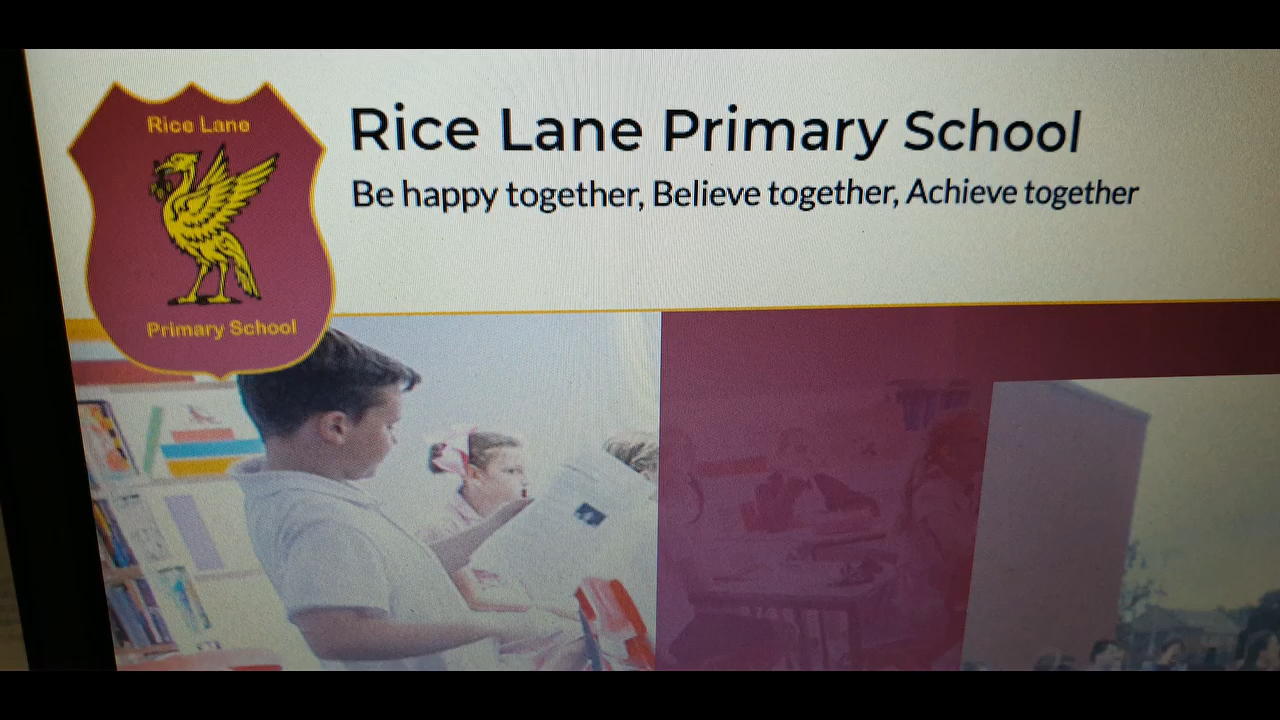 Rice Lane
Primary School
Rice Lane Primary School
Be happy together, Believe together, Achieve together